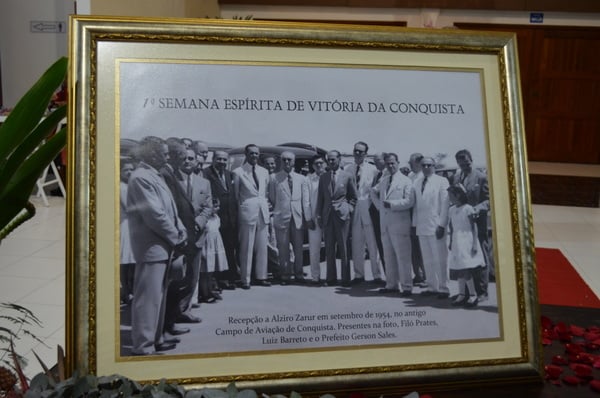 1ª SEMANA ESPÍRITA DE VITÓRIA DA CONQUISTA
Recepção a Alziro Zarur em setembro de 1954, no antigo
Campo de Aviação de Conquista. Presentes na foto, Filó Prates,
Luiz Barreto e o Prefeito Gerson Sales.